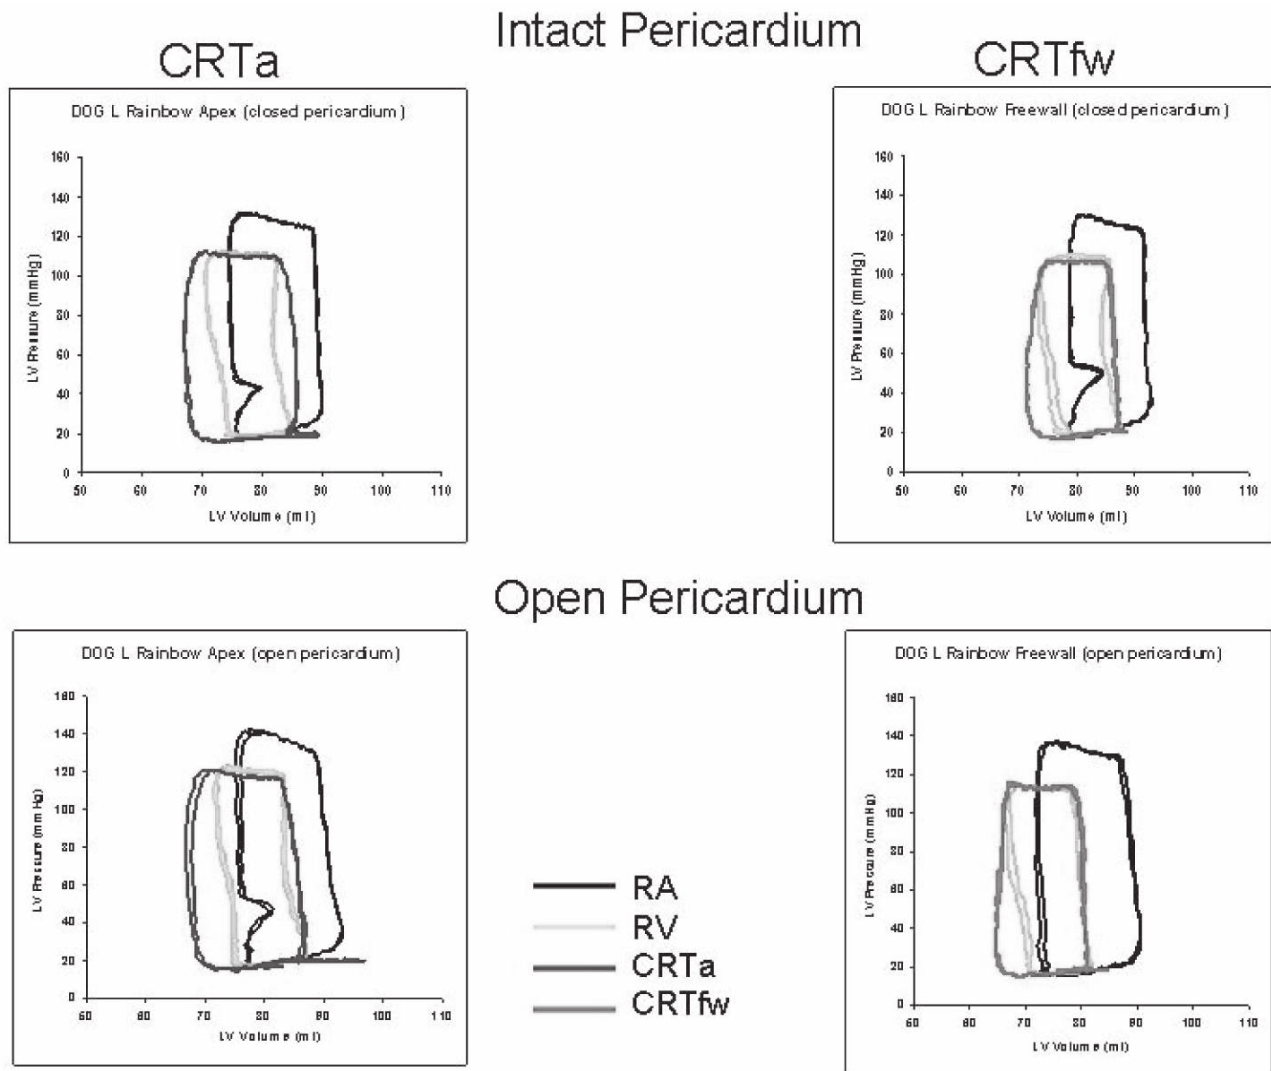 Intact Pericardium
CRTa
CRTfw
DOG L Rainbow Apex (closed pericardium)
160
140
120
100
80
60
40
20
0
LV Pressure (mmHg)
50 60 70 80 90 100 110
LV Volume (ml)
DOG L Rainbow Freewall (closed pericardium)
160
140
120
100
80
60
40
20
0
LV Pressure (mmHg)
50 60 70 80 90 100 110
LV Volume (ml)
Open Pericardium
DOG L Rainbow Apex (open pericardium)
160
140
120
100
80
60
40
20
0
LV Pressure (mmHg)
50 60 70 80 90 100 110
LV Volume (ml)
RA
RV
CRTa
CRTfw
DOG L Rainbow Freewall (open pericardium)
160
140
120
100
80
60
40
20
0
LV Pressure (mmHg)
50 60 70 80 90 100 110
LV Volume (ml)